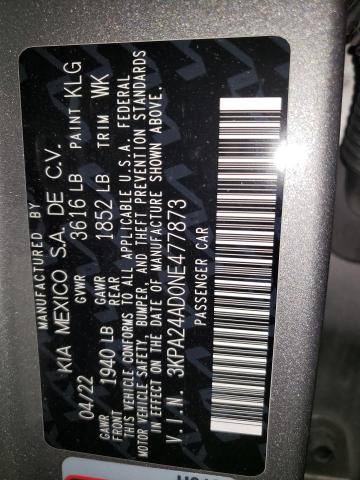 MANUFACTURED BY
KIA MEXICO S.A. DE C.V.
04/22 GVWR 3616 LB PAINT KLG
GAWR FRONT 1940 LB GAWR REAR 1852 LB TRIM WK
THIS VEHICLE CONFORMS TO ALL APPLICABLE U.S.A. FEDERAL
MOTOR VEHICLE SAFETY, BUMPER, AND THEFT PREVENTION STANDARDS
IN EFFECT ON THE DATE OF MANUFACTURE SHOWN ABOVE.
V.I.N. 3KPA24AD0NE477873
PASSENGER CAR